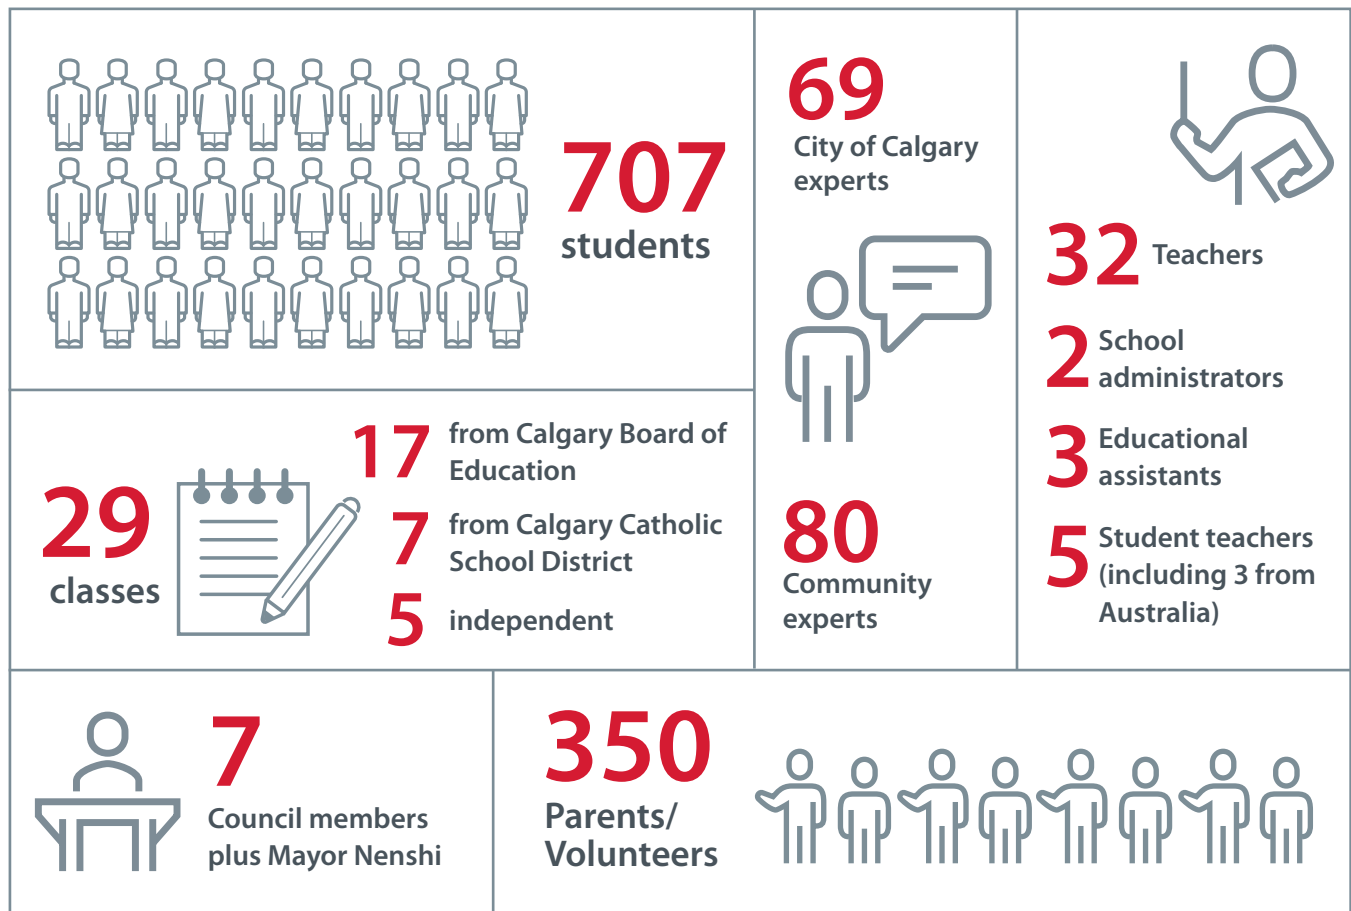 707
students
29
classes
17
from Calgary Board of
Education
7
from Calgary Catholic
School District
5
independent
69
City of Calgary
experts
80
Community
experts
32 Teachers
2
School
administrators
3
Educational
assistants
5
Student teachers
(including 3 from
Australia)
7
Council members
plus Mayor Nenshi
350
Parents/
Volunteers